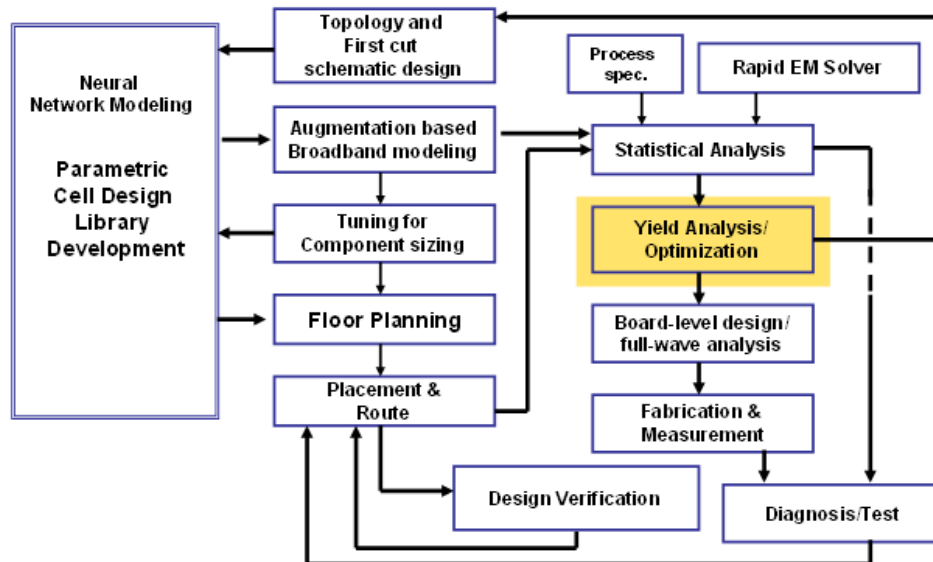 Topology and
First cut
schematic design
Process
spec.
Rapid EM Solver
Neural
Network Modeling
Parametric
Cell Design
Library
Development
Augmentation based
Broadband modeling
Statistical Analysis
Tuning for
Component sizing
Yield Analysis/
Optimization
Floor Planning
Board-level design/
full-wave analysis
Placement &
Route
Fabrication &
Measurement
Design Verification
Diagnosis/Test